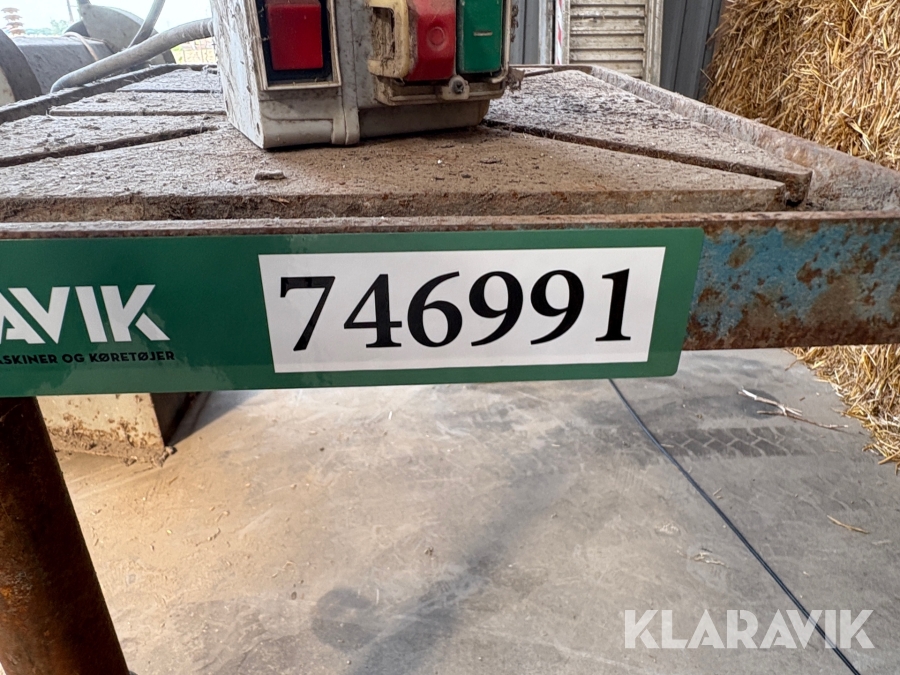 AVIK
ASKINER OG KØRETØJER
746991
KLARAVIK